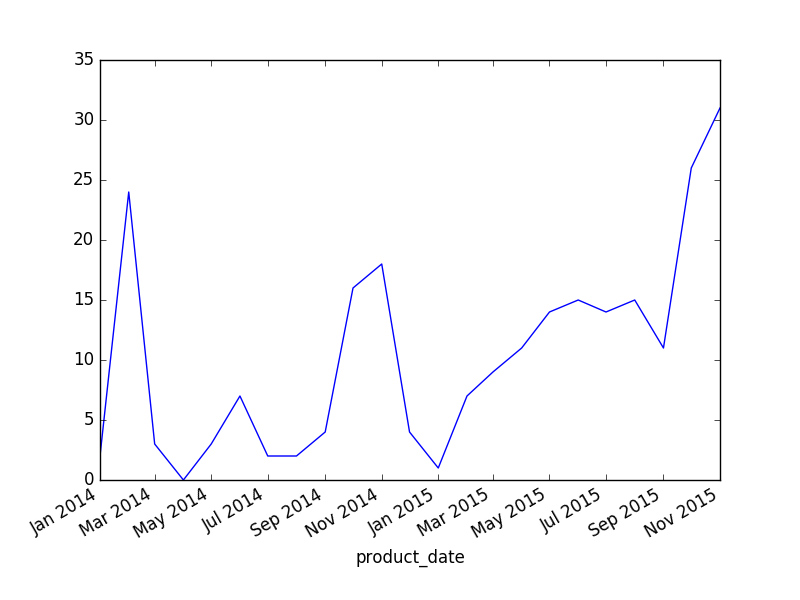 35
30
25
20
15
10
5
0
Jan 2014
Mar 2014
May 2014
Jul 2014
Sep 2014
Nov 2014
Jan 2015
Mar 2015
May 2015
Jul 2015
Sep 2015
Nov 2015
product_date